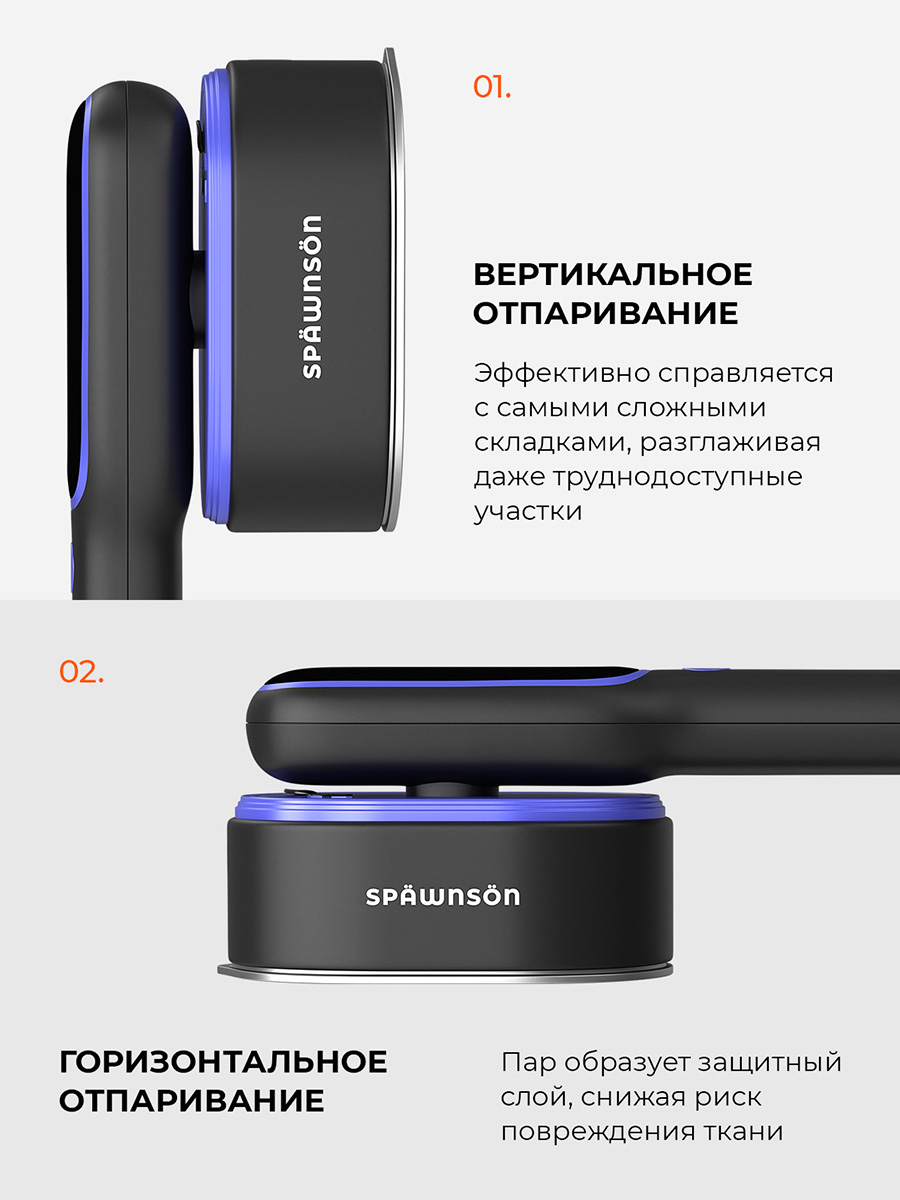 01.
SPÄWNSÖN
ВЕРТИКАЛЬНОЕ
ОТПАРИВАНИЕ
Эффективно справляется
с самыми сложными
складками, разглаживая
даже труднодоступные
участки
02.
SPÄWNSÖN
ГОРИЗОНТАЛЬНОЕ
ОТПАРИВАНИЕ
Пар образует защитный
слой, снижая риск
повреждения ткани